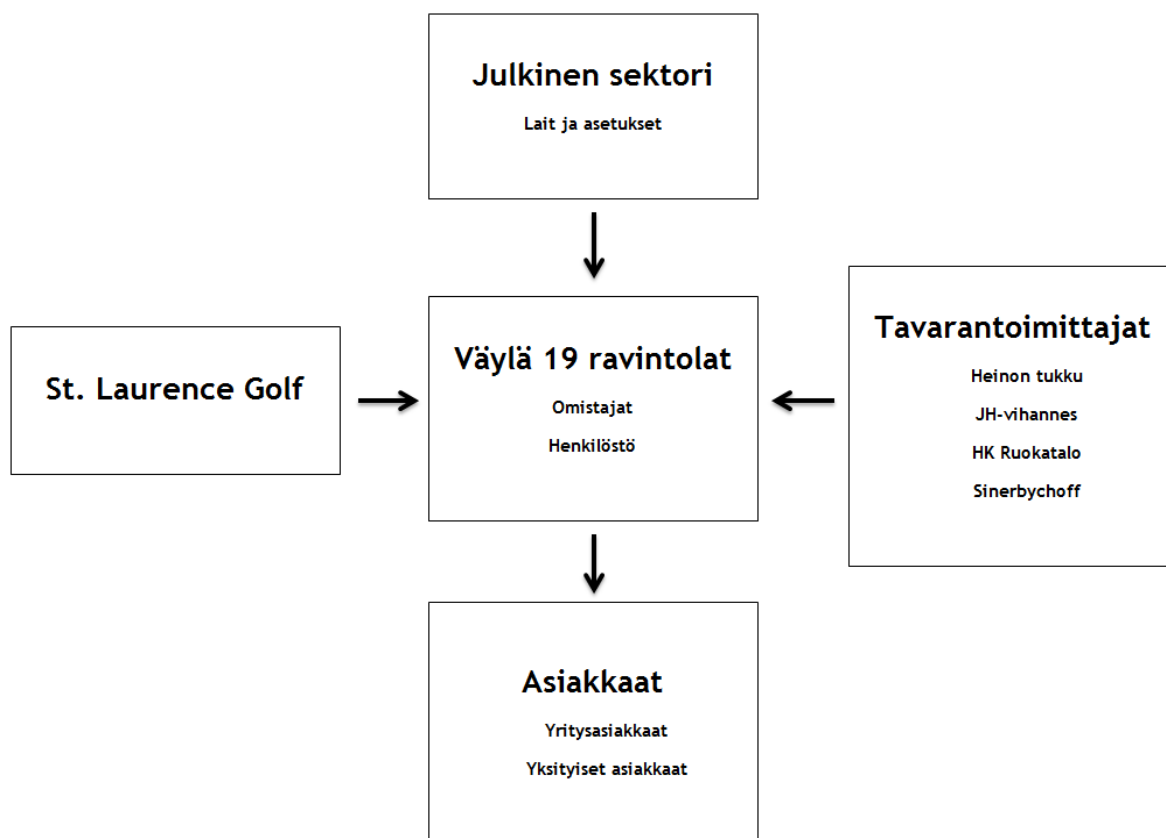 Julkinen sektori
Lait ja asetukset
St. Laurence Golf
Väylä 19 ravintolat
Omistajat
Henkilöstö
Tavarantoimittajat
Heinon tukku
JH-vihannes
HK Ruokatalo
Sinerbychoff
Asiakkaat
Yritysasiakkaat
Yksityiset asiakkaat